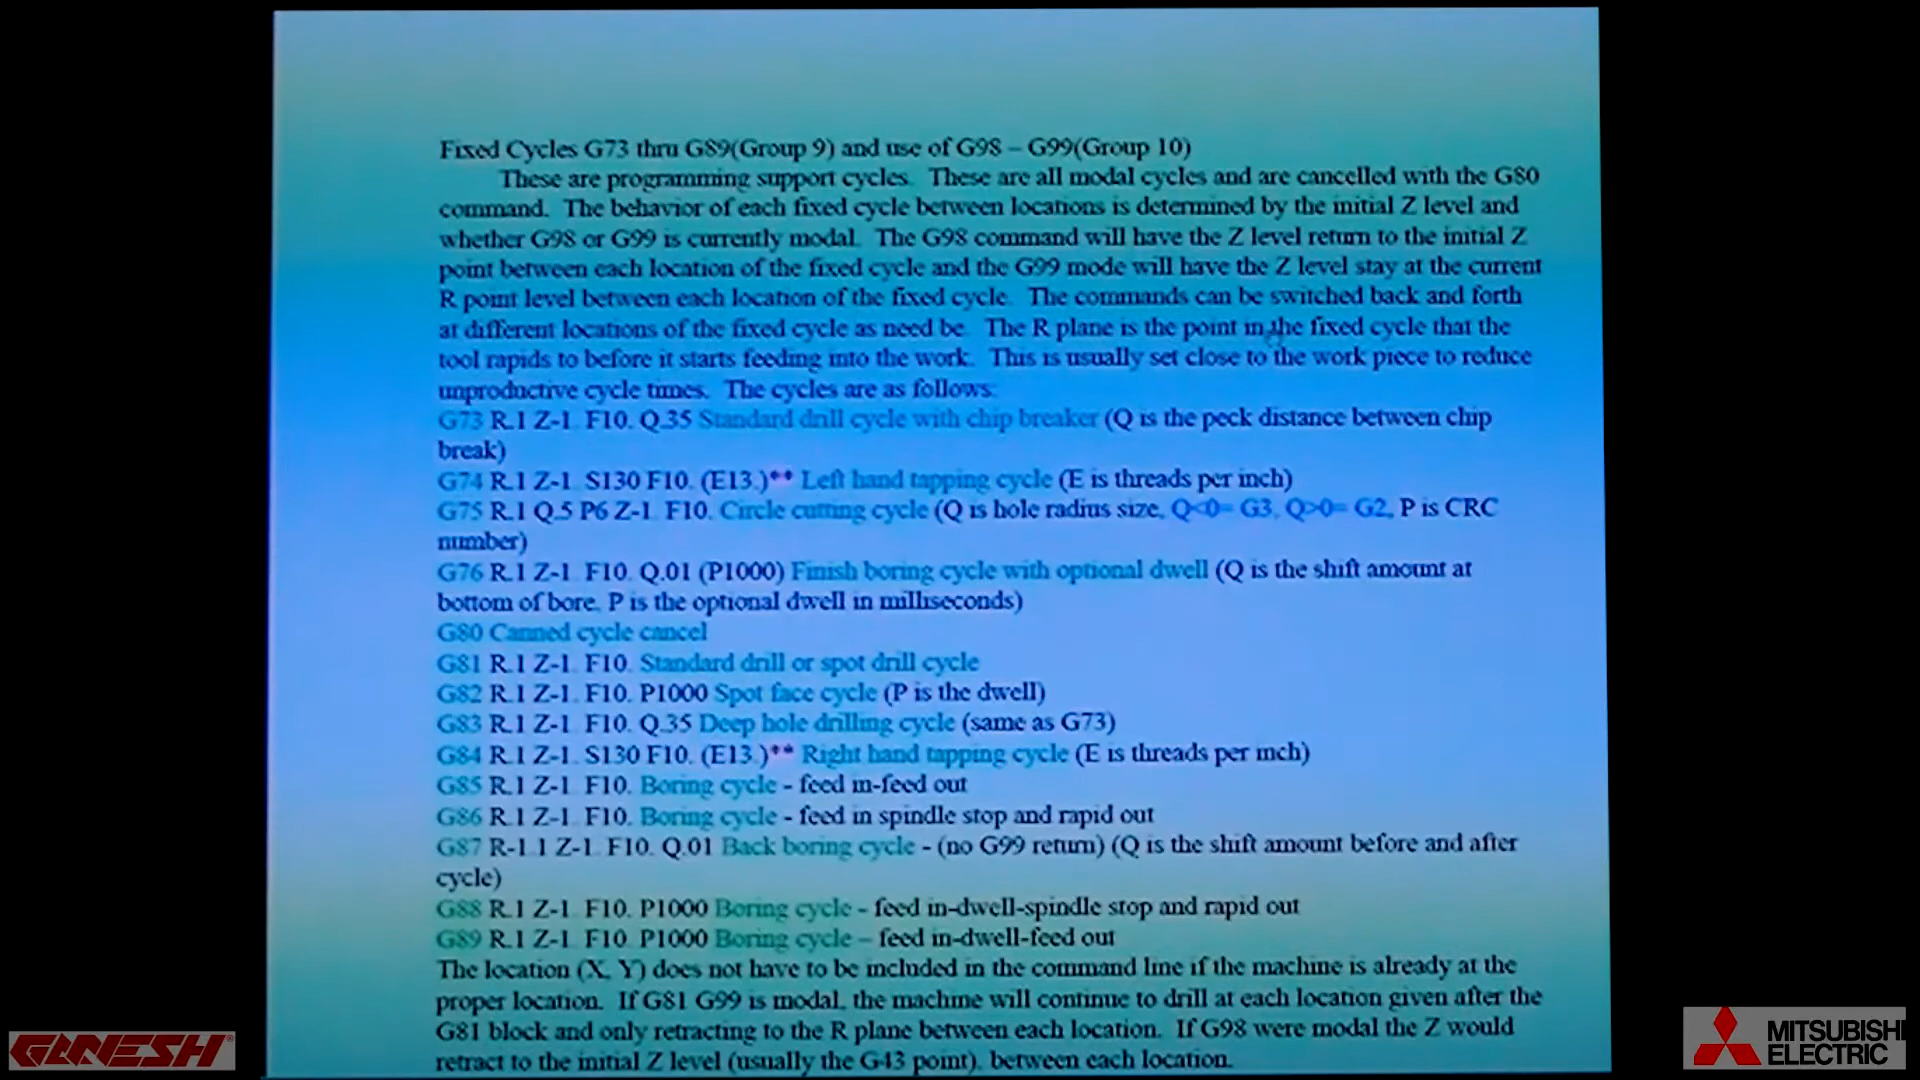 Fixed Cycles G73 thru G89(Group 9) and use of G98 – G99(Group 10)
These are programming support cycles. These are all modal cycles and are cancelled with the G80
command. The behavior of each fixed cycle between locations is determined by the initial Z level and
whether G98 or G99 is currently modal. The G98 command will have the Z level return to the initial Z
point between each location of the fixed cycle and the G99 mode will have the Z level stay at the current
R point level between each location of the fixed cycle. The commands can be switched back and forth
at different locations of the fixed cycle as need be. The R plane is the point in the fixed cycle that the
tool rapids to before it starts feeding into the work. This is usually set close to the work piece to reduce
unproductive cycle times. The cycles are as follows:
G73 R.1 Z-1. F10. Q.35 Standard drill cycle with chip breaker (Q is the peck distance between chip
break)
G74 R.1 Z-1. S130 F10. (E13.)** Left hand tapping cycle (E is threads per inch)
G75 R.1 Q.5 P6 Z-1. F10. Circle cutting cycle (Q is hole radius size, Q<0= G3, Q>0= G2, P is CRC
number)
G76 R.1 Z-1. F10. Q.01 (P1000) Finish boring cycle with optional dwell (Q is the shift amount at
bottom of bore, P is the optional dwell in milliseconds)
G80 Canned cycle cancel
G81 R.1 Z-1. F10. Standard drill or spot drill cycle
G82 R.1 Z-1. F10. P1000 Spot face cycle (P is the dwell)
G83 R.1 Z-1. F10. Q.35 Deep hole drilling cycle (same as G73)
G84 R.1 Z-1. S130 F10. (E13.)** Right hand tapping cycle (E is threads per inch)
G85 R.1 Z-1. F10. Boring cycle - feed in-feed out
G86 R.1 Z-1. F10. Boring cycle - feed in spindle stop and rapid out
G87 R-1.1 Z-1. F10. Q.01 Back boring cycle - (no G99 return) (Q is the shift amount before and after
cycle)
G88 R.1 Z-1. F10. P1000 Boring cycle - feed in-dwell-spindle stop and rapid out
G89 R.1 Z-1. F10. P1000 Boring cycle – feed in-dwell-feed out
The location (X, Y) does not have to be included in the command line if the machine is already at the
proper location. If G81 G99 is modal, the machine will continue to drill at each location given after the
G81 block and only retracting to the R plane between each location. If G98 were modal the Z would
retract to the initial Z level (usually the G43 point), between each location.
GANESH
MITSUBISHI
ELECTRIC